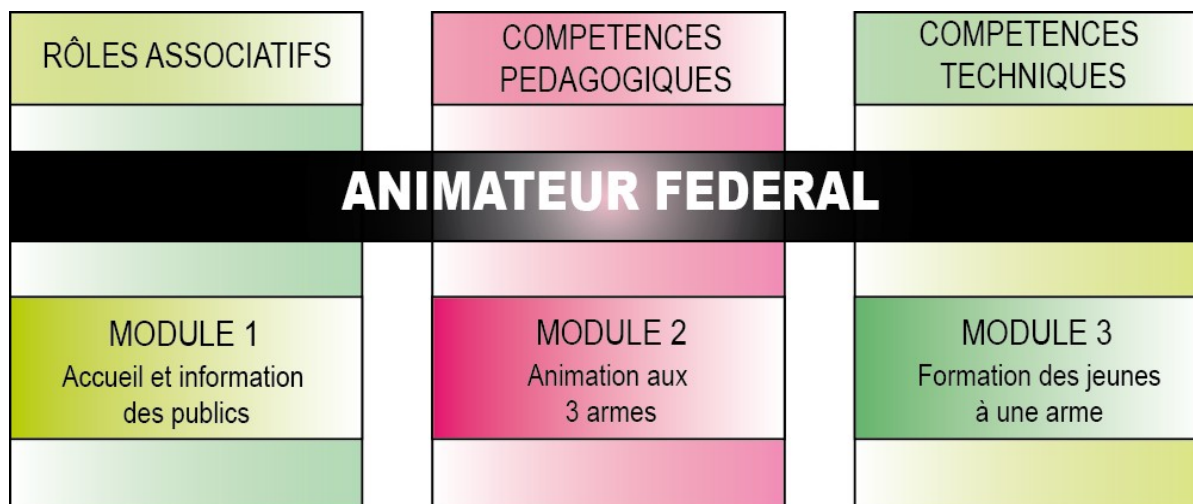 RÔLES ASSOCIATIFS
COMPETENCES
PEDAGOGIQUES
COMPETENCES
TECHNIQUES
ANIMATEUR FEDERAL
MODULE 1
Accueil et information
des publics
MODULE 2
Animation aux
3 armes
MODULE 3
Formation des jeunes
à une arme